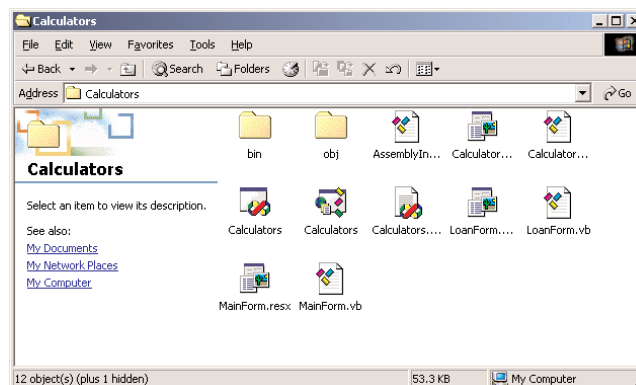 Calculators
File Edit View Favorites Tools Help
Back Search Folders
Address Calculators Go
Calculators
Select an item to view its description.
See also:
My Documents
My Network Places
My Computer
bin obj AssemblyIn... Calculator... Calculator...
Calculators Calculators Calculators.... LoanForm.... LoanForm.vb
MainForm.resx MainForm.vb
12 object(s) (plus 1 hidden) 53.3 KB My Computer